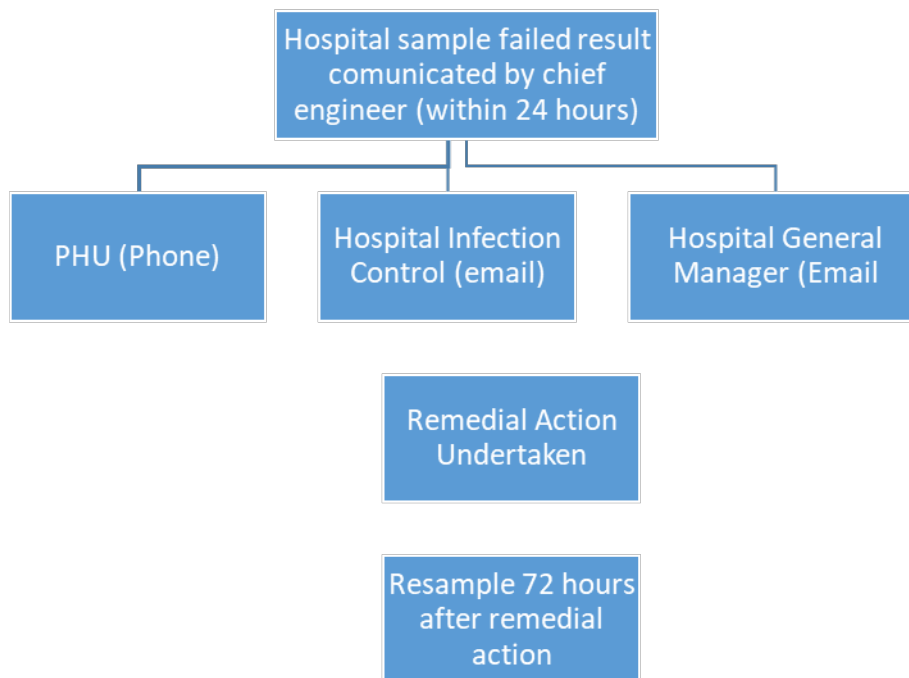 Hospital sample failed result
comunicated by chief
engineer (within 24 hours)
PHU (Phone)
Hospital Infection
Control (email)
Hospital General
Manager (Email
Remedial Action
Undertaken
Resample 72 hours
after remedial
action